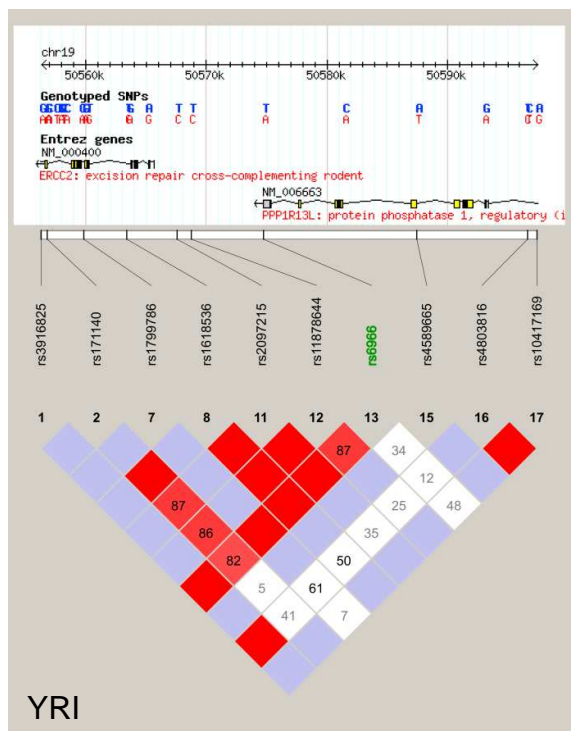 chr19
50560k 50570k 50580k 50590k
Genotyped SNPs
T T T C A G
C C A A T A
Entrez genes
NM_000400
ERCC2: excision repair cross-complementing rodent
NM_006663
PPP1R13L: protein phosphatase 1, regulatory (i
rs3916825 rs171140 rs1799786 rs1618536 rs2097215 rs11878644 rs6966 rs4589665 rs4803816 rs10417169
1 2 7 8 11 12 13 15 16 17
87 34
12
87 25 48
86 35
82 50
5 61
41 7
YRI